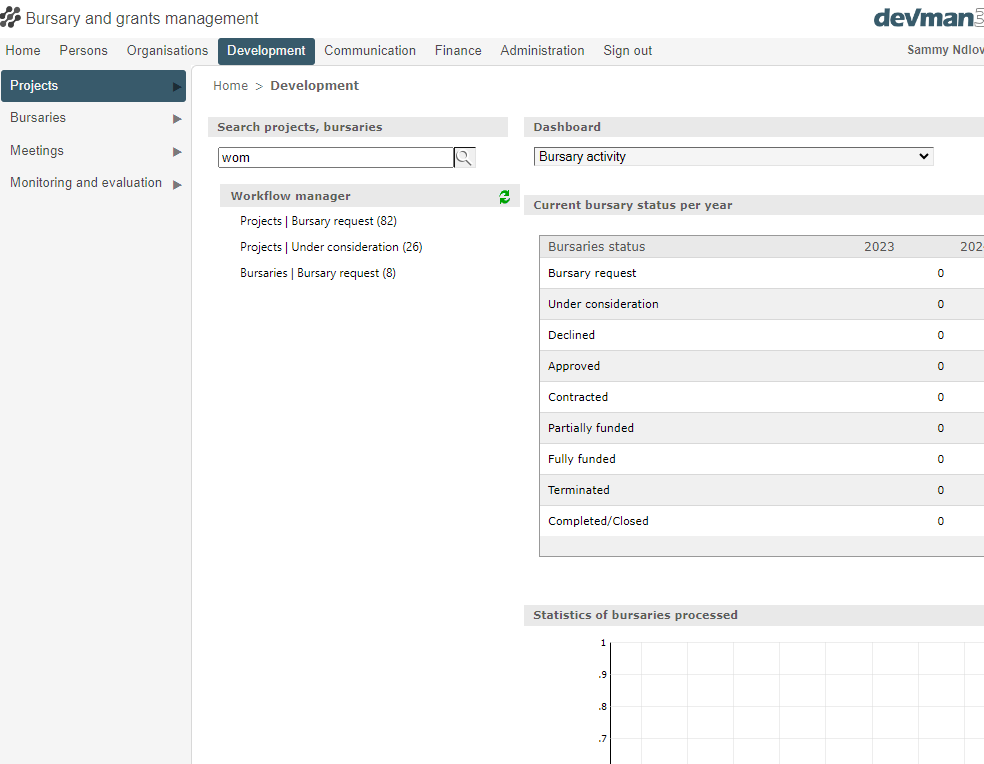 Bursary and grants management
devman
Home Persons Organisations Development Communication Finance Administration Sign out
Sammy Ndlov
Projects
Bursaries
Meetings
Monitoring and evaluation
Home > Development
Search projects, bursaries
wom
Workflow manager
Projects | Bursary request (82)
Projects | Under consideration (26)
Bursaries | Bursary request (8)
Dashboard
Bursary activity
Current bursary status per year
Bursaries status 2023 202
Bursary request 0
Under consideration 0
Declined 0
Approved 0
Contracted 0
Partially funded 0
Fully funded 0
Terminated 0
Completed/Closed 0
Statistics of bursaries processed
1
.9
.8
.7